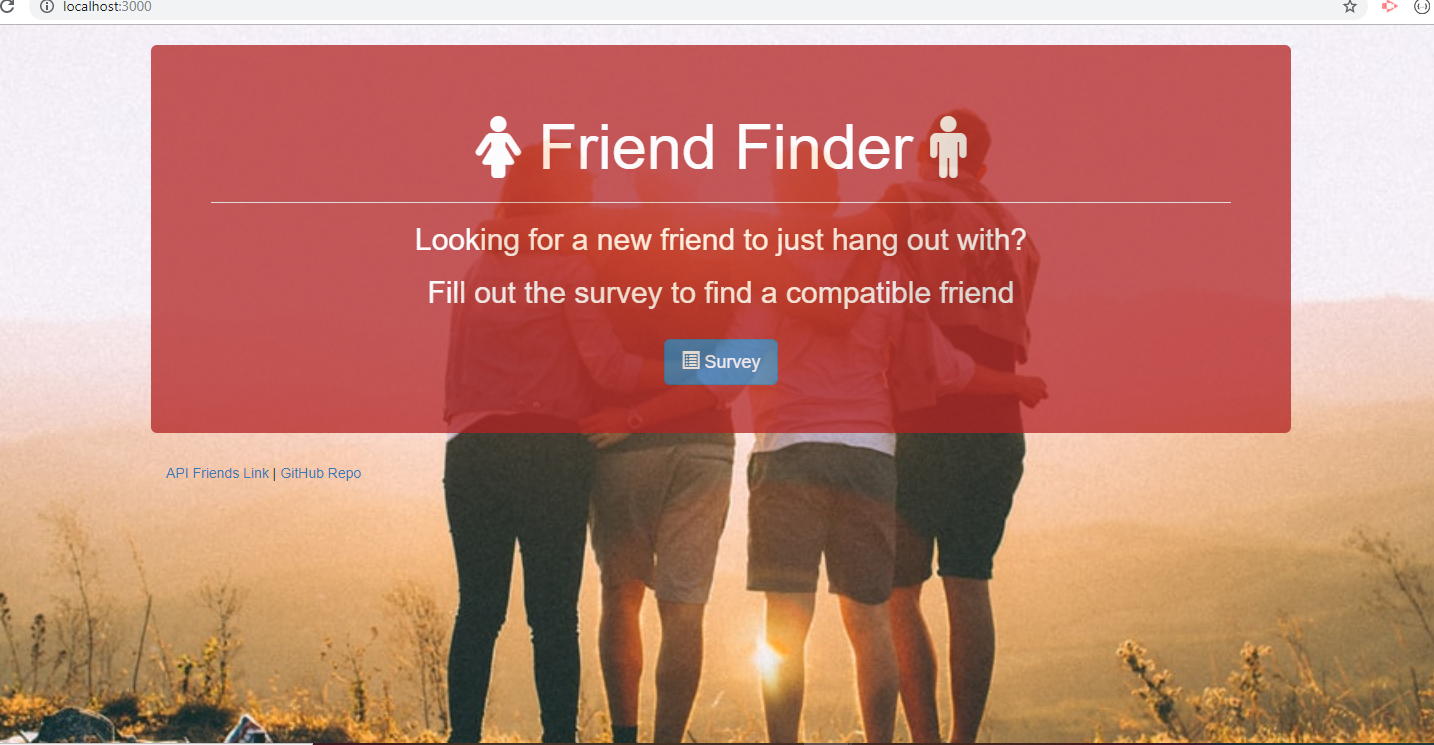 localhost:3000
Friend Finder
Looking for a new friend to just hang out with?
Fill out the survey to find a compatible friend
Survey
API Friends Link | GitHub Repo